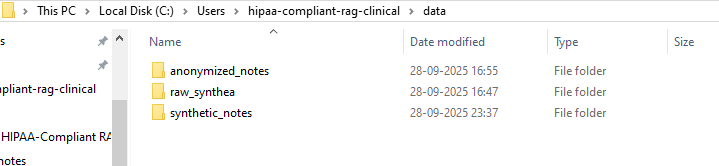 This PC > Local Disk (C:) > Users > hipaa-compliant-rag-clinical > data
Name Date modified Type Size
anonymized_notes 28-09-2025 16:55 File folder
raw_synthea 28-09-2025 16:47 File folder
synthetic_notes 28-09-2025 23:37 File folder
mpliant-rag-clinical
HIPAA-Compliant RA
notes